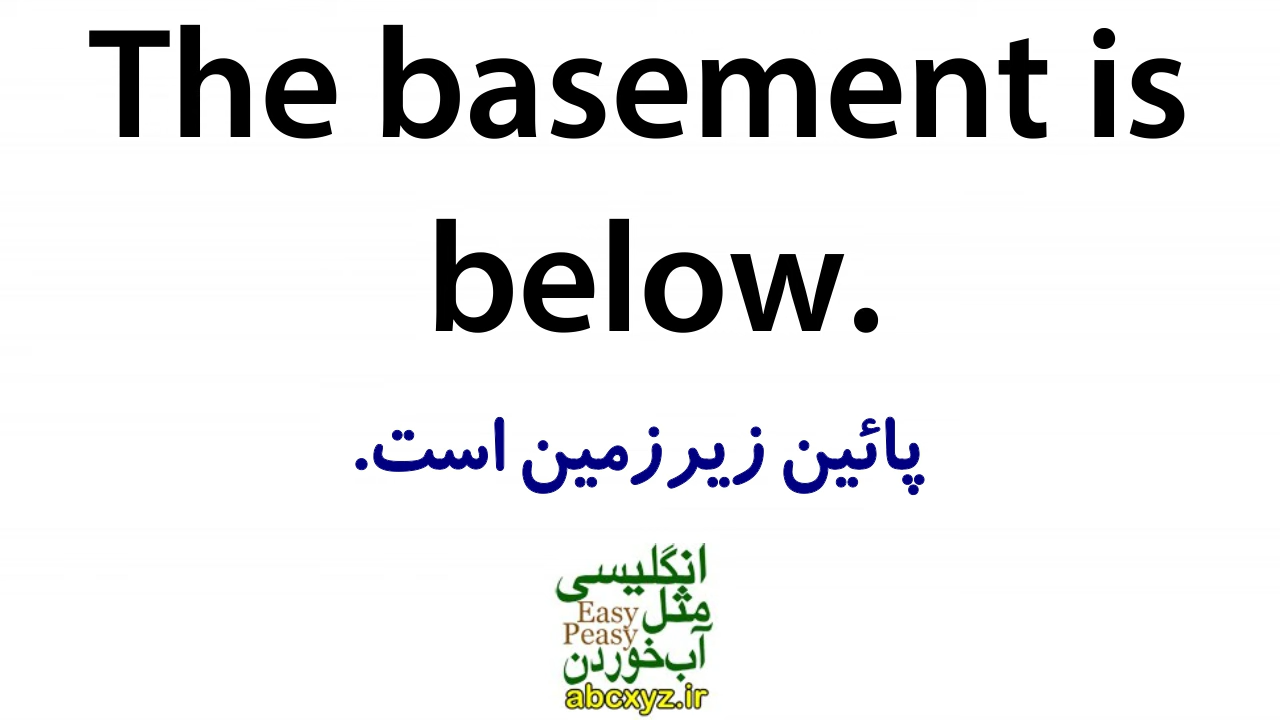 The basement is
below.
پائین زیرزمین است.
انگلیسی
مثل
Easy
Peasy
آب‌خوردن
abcxyz.ir